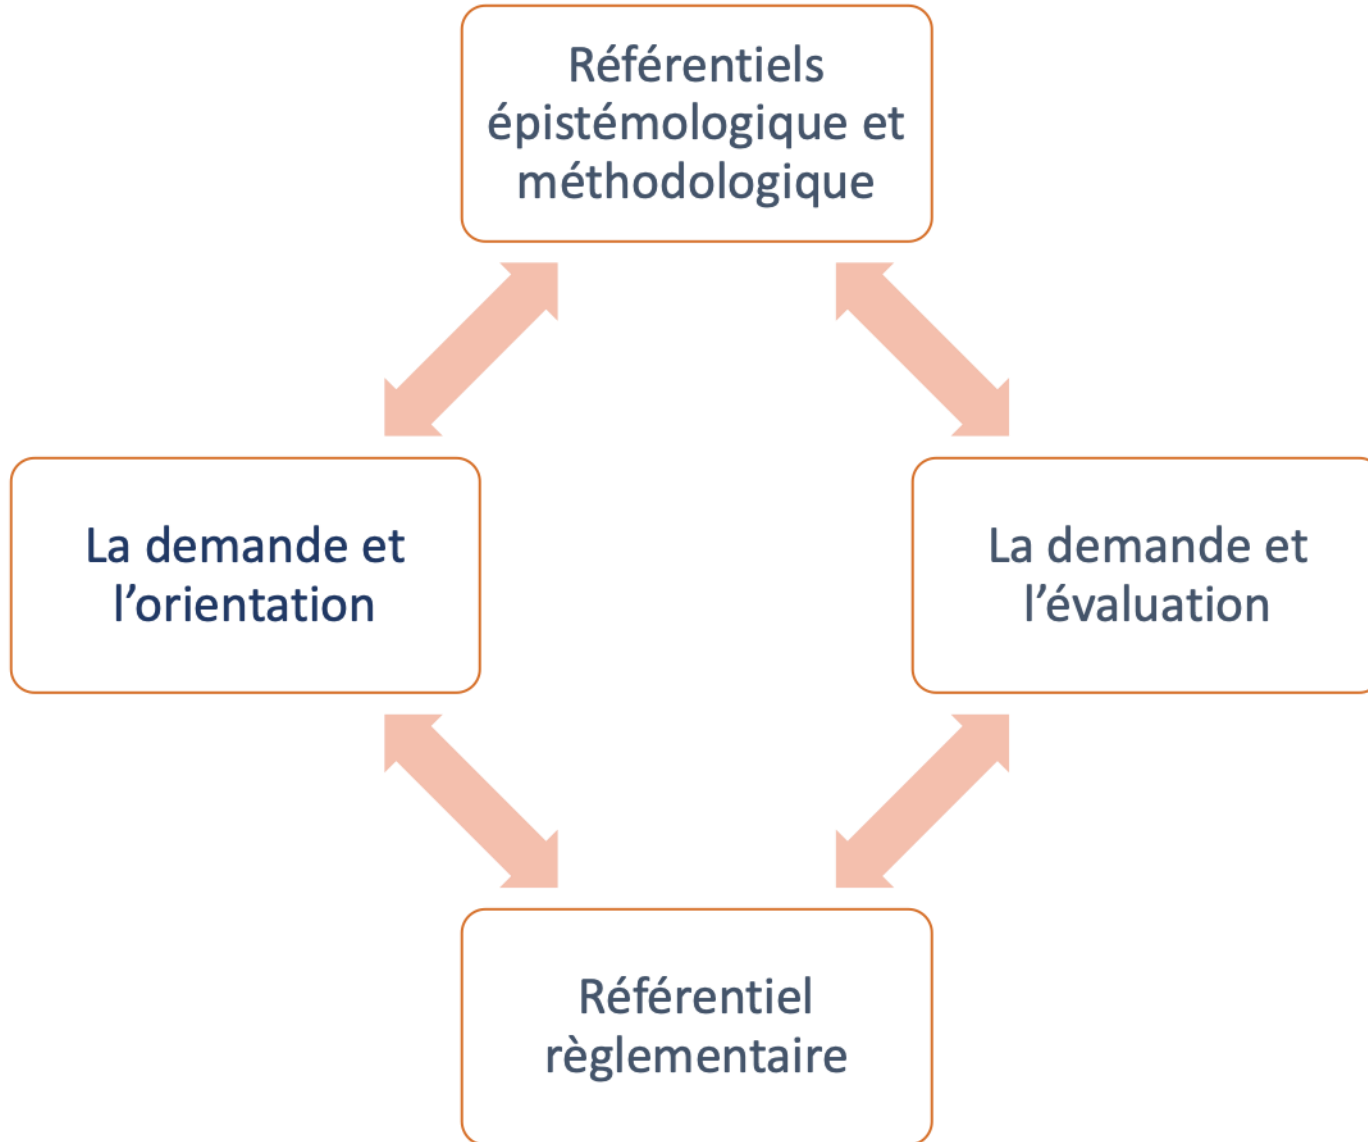 Référentiels
épistémologique et
méthodologique
La demande et
l’orientation
La demande et
l’évaluation
Référentiel
règlementaire